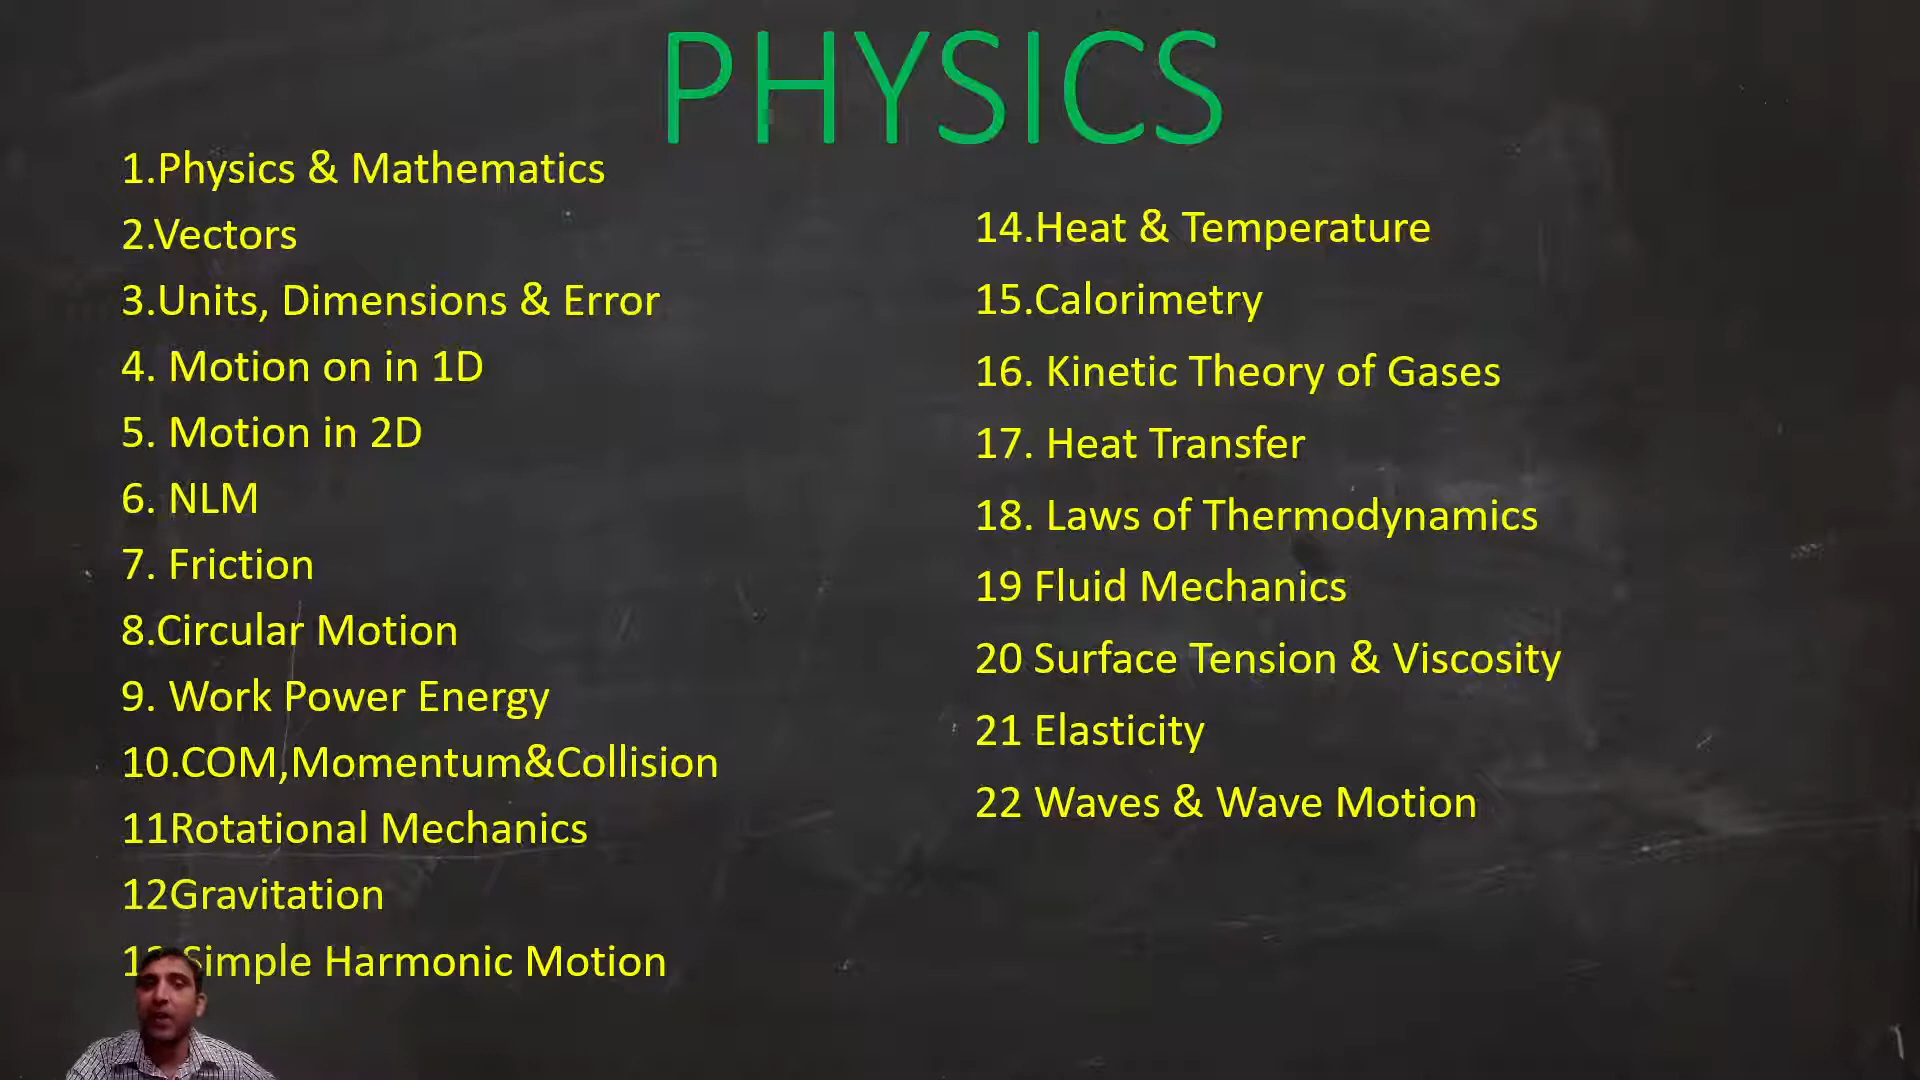 PHYSICS
1.Physics & Mathematics
2.Vectors
3.Units, Dimensions & Error
4. Motion on in 1D
5. Motion in 2D
6. NLM
7. Friction
8.Circular Motion
9. Work Power Energy
10.COM,Momentum&Collision
11Rotational Mechanics
12Gravitation
Simple Harmonic Motion
14.Heat & Temperature
15.Calorimetry
16. Kinetic Theory of Gases
17. Heat Transfer
18. Laws of Thermodynamics
19 Fluid Mechanics
20 Surface Tension & Viscosity
21 Elasticity
22 Waves & Wave Motion